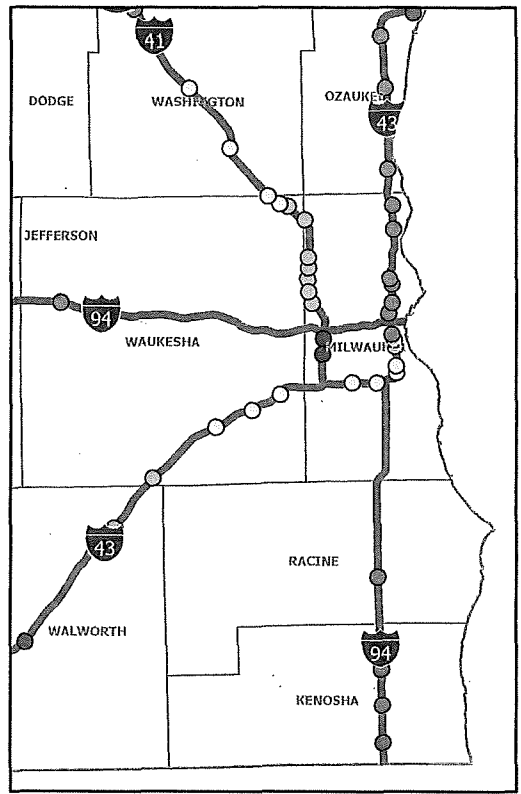 41
DODGE
WASHINGTON
OZAUKEE
43
JEFFERSON
94
WAUKESHA
MILWAUKEE
43
RACINE
WALWORTH
94
KENOSHA